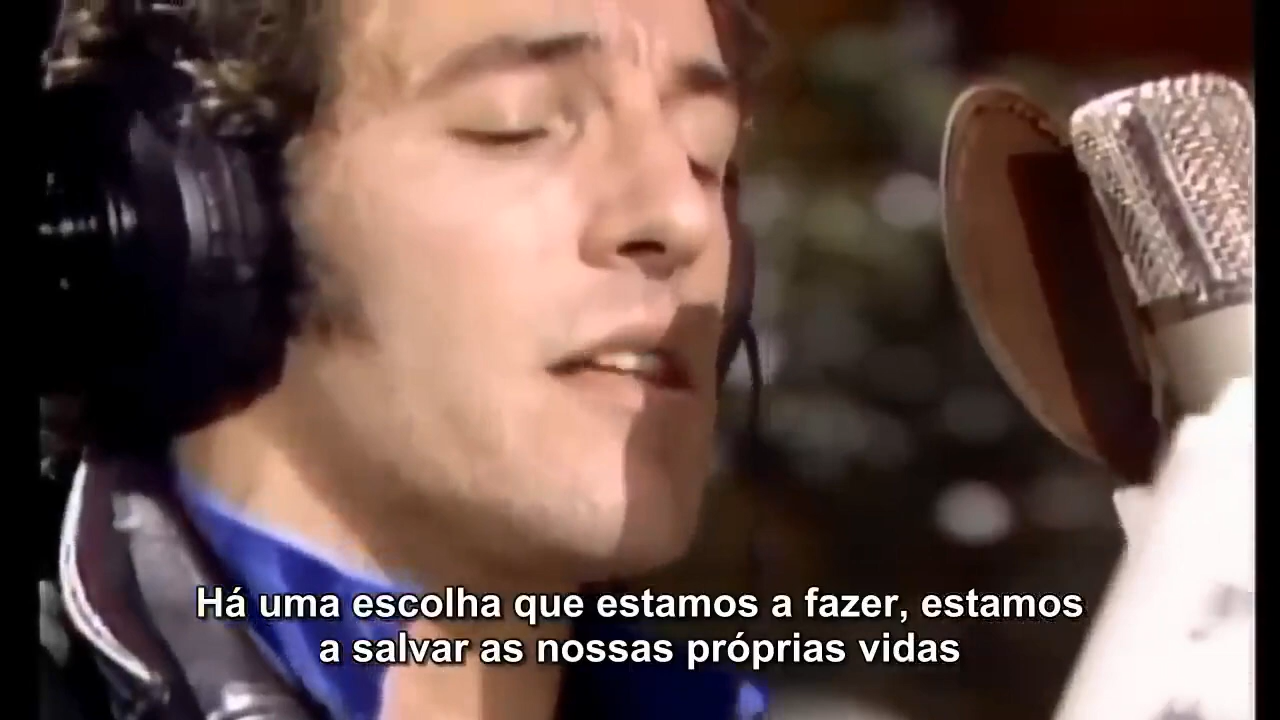 Há uma escolha que estamos a fazer, estamos
a salvar as nossas próprias vidas